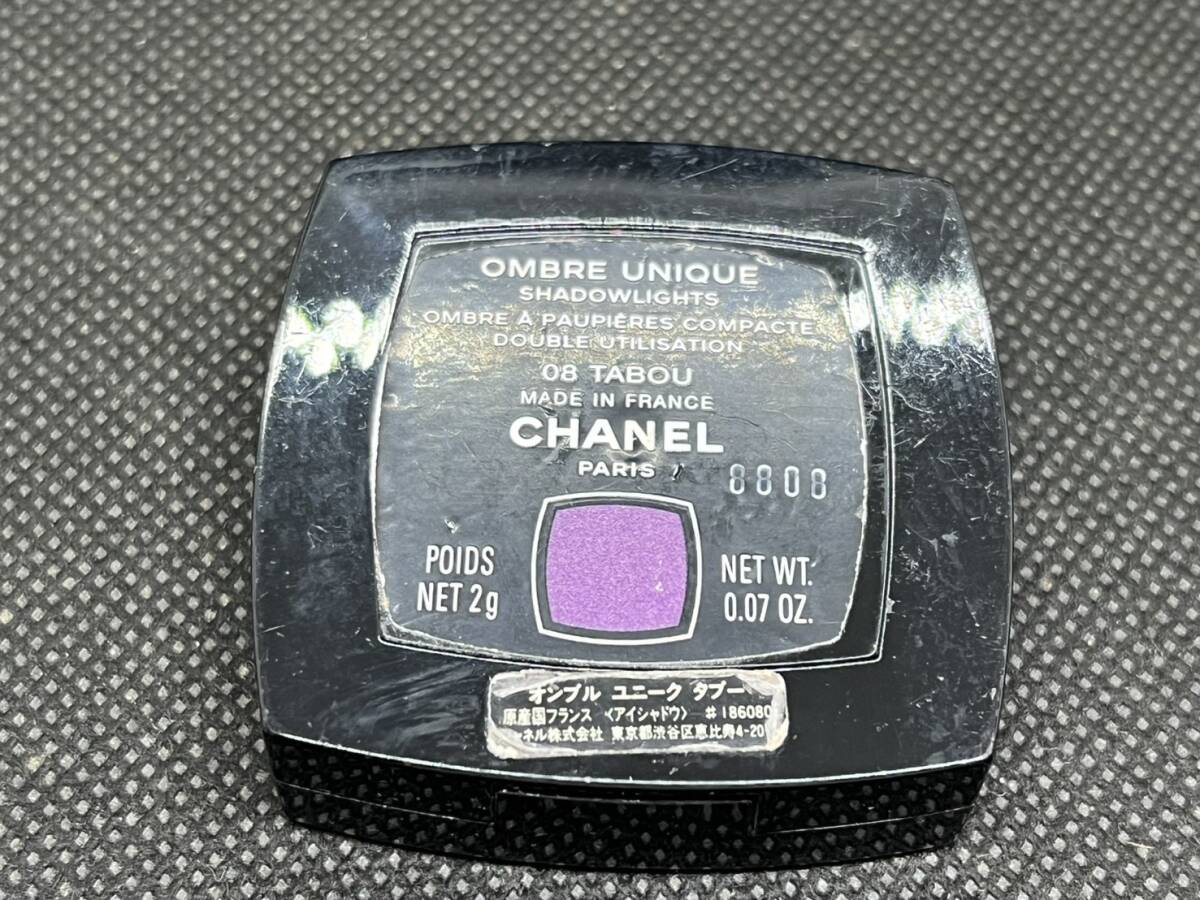 OMBRE UNIQUE
SHADOWLIGHTS
OMBRE À PAUPIÈRES COMPACTE
DOUBLE UTILISATION
08 TABOU
MADE IN FRANCE
CHANEL
PARIS
8808
POIDS
NET 2g
NET WT.
0.07 OZ.
オンブル ユニーク タブー
原産国フランス 〈アイシャドウ〉 #186080
ネル株式会社 東京都渋谷区恵比寿4-20